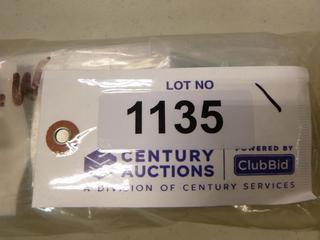 LOT NO
1135
CENTURY AUCTIONS
POWERED BY
ClubBid
A DIVISION OF CENTURY SERVICES